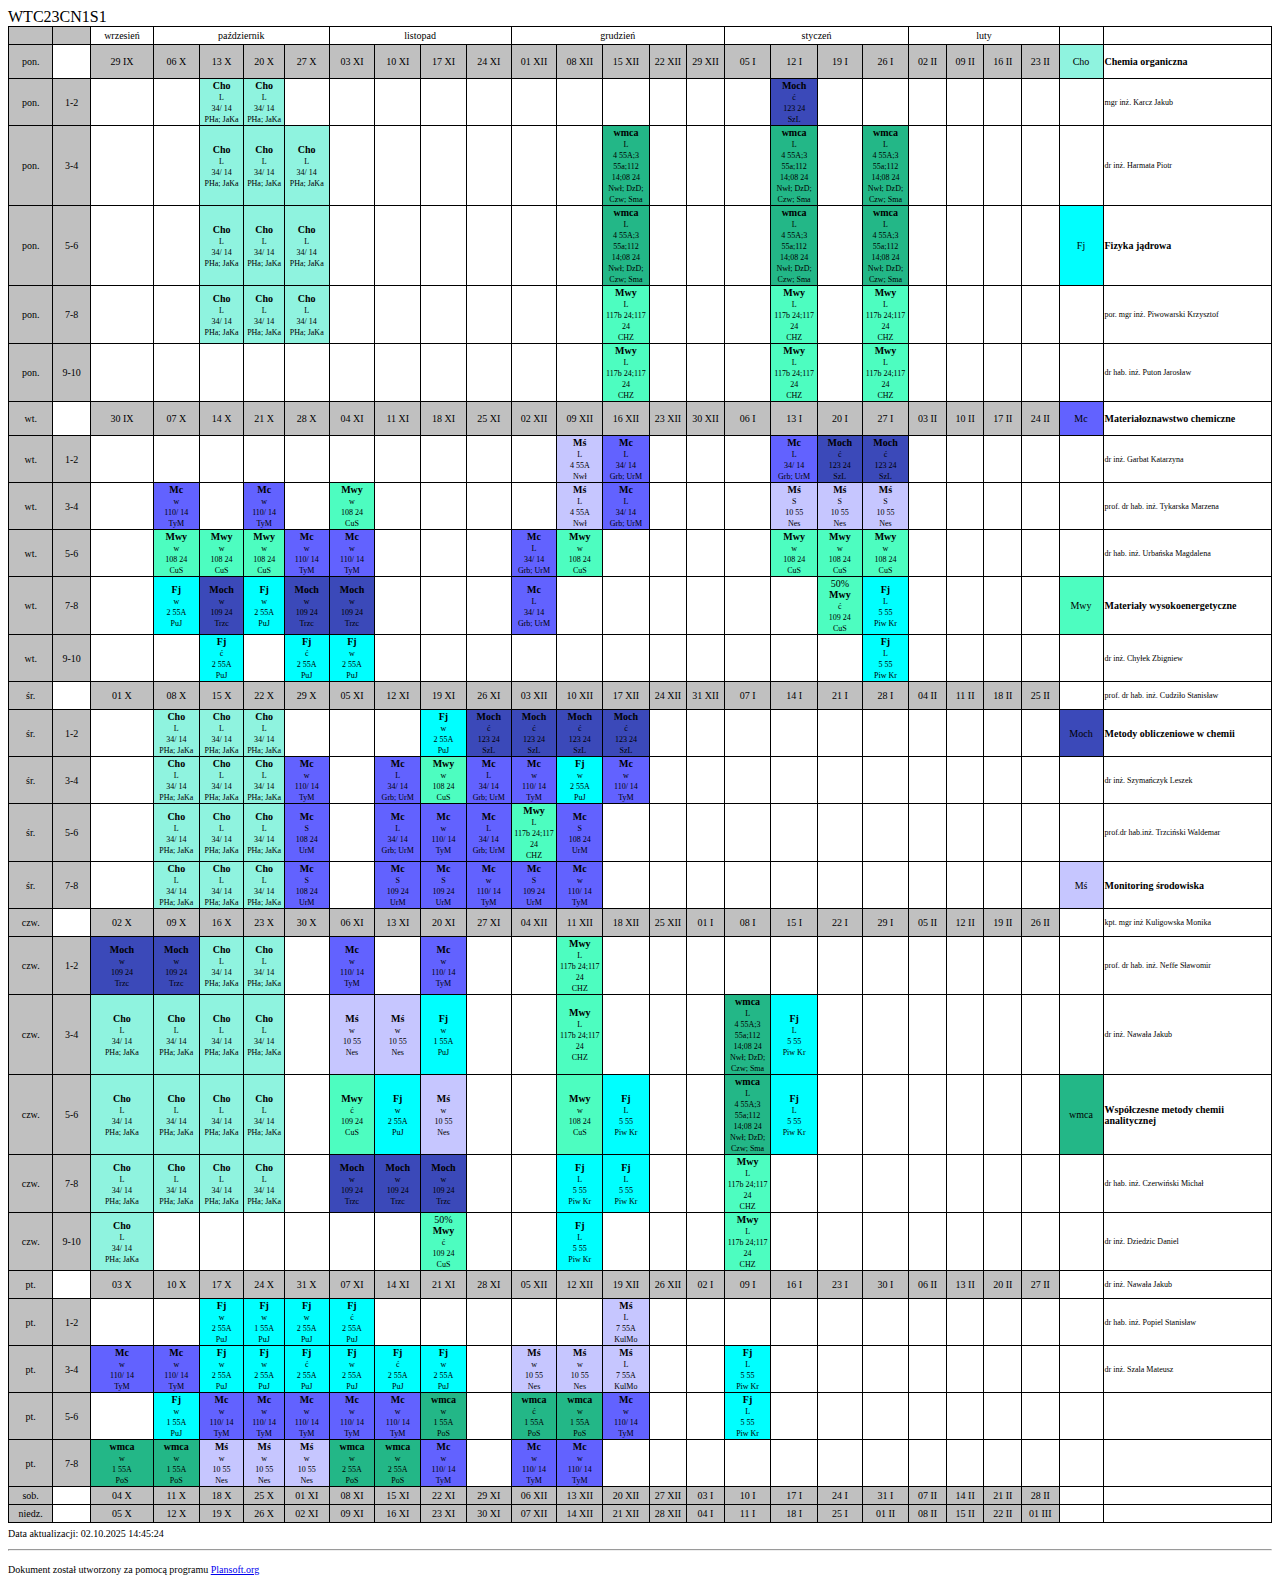 WTC23CN1S1
wrzesień październik listopad grudzień styczeń luty
pon. 29 IX 06 X 13 X 20 X 27 X 03 XI 10 XI 17 XI 24 XI 01 XII 08 XII 15 XII 22 XII 29 XII 05 I 12 I 19 I 26 I 02 II 09 II 16 II 23 II Cho Chemia organiczna
pon. 1-2 Cho L 34/ 14 PHa; JaKa Cho L 34/ 14 PHa; JaKa Moch ć 123 24 SzL mgr inż. Karcz Jakub
pon. 3-4 Cho L 34/ 14 PHa; JaKa Cho L 34/ 14 PHa; JaKa Cho L 34/ 14 PHa; JaKa wmca L 4 55A;3 55a;112 14;08 24 Nwł; DzD; Czw; Sma wmca L 4 55A;3 55a;112 14;08 24 Nwł; DzD; Czw; Sma wmca L 4 55A;3 55a;112 14;08 24 Nwł; DzD; Czw; Sma dr inż. Harmata Piotr
pon. 5-6 Cho L 34/ 14 PHa; JaKa Cho L 34/ 14 PHa; JaKa Cho L 34/ 14 PHa; JaKa wmca L 4 55A;3 55a;112 14;08 24 Nwł; DzD; Czw; Sma wmca L 4 55A;3 55a;112 14;08 24 Nwł; DzD; Czw; Sma wmca L 4 55A;3 55a;112 14;08 24 Nwł; DzD; Czw; Sma Fj Fizyka jądrowa
pon. 7-8 Cho L 34/ 14 PHa; JaKa Cho L 34/ 14 PHa; JaKa Cho L 34/ 14 PHa; JaKa Mwy L 117b 24;117 24 CHZ Mwy L 117b 24;117 24 CHZ Mwy L 117b 24;117 24 CHZ por. mgr inż. Piwowarski Krzysztof
pon. 9-10 Mwy L 117b 24;117 24 CHZ Mwy L 117b 24;117 24 CHZ Mwy L 117b 24;117 24 CHZ dr hab. inż. Puton Jarosław
wt. 30 IX 07 X 14 X 21 X 28 X 04 XI 11 XI 18 XI 25 XI 02 XII 09 XII 16 XII 23 XII 30 XII 06 I 13 I 20 I 27 I 03 II 10 II 17 II 24 II Mc Materiałoznawstwo chemiczne
wt. 1-2 Mś L 4 55A Nwł Mc L 34/ 14 Grb; UrM Mc L 34/ 14 Grb; UrM Moch ć 123 24 SzL Moch ć 123 24 SzL dr inż. Garbat Katarzyna
wt. 3-4 Mc w 110/ 14 TyM Mc w 110/ 14 TyM Mwy w 108 24 CuS Mś L 4 55A Nwł Mc L 34/ 14 Grb; UrM Mś S 10 55 Nes Mś S 10 55 Nes Mś S 10 55 Nes prof. dr hab. inż. Tykarska Marzena
wt. 5-6 Mwy w 108 24 CuS Mwy w 108 24 CuS Mwy w 108 24 CuS Mc w 110/ 14 TyM Mc w 110/ 14 TyM Mc L 34/ 14 Grb; UrM Mwy w 108 24 CuS Mwy w 108 24 CuS Mwy w 108 24 CuS Mwy w 108 24 CuS dr hab. inż. Urbańska Magdalena
wt. 7-8 Fj w 2 55A PuJ Moch w 109 24 Trzc Fj w 2 55A PuJ Moch w 109 24 Trzc Moch w 109 24 Trzc Mc L 34/ 14 Grb; UrM 50% Mwy ć 109 24 CuS Fj L 5 55 Piw Kr Mwy Materiały wysokoenergetyczne
wt. 9-10 Fj ć 2 55A PuJ Fj ć 2 55A PuJ Fj w 2 55A PuJ Fj L 5 55 Piw Kr dr inż. Chyłek Zbigniew
śr. 01 X 08 X 15 X 22 X 29 X 05 XI 12 XI 19 XI 26 XI 03 XII 10 XII 17 XII 24 XII 31 XII 07 I 14 I 21 I 28 I 04 II 11 II 18 II 25 II prof. dr hab. inż. Cudziło Stanisław
śr. 1-2 Cho L 34/ 14 PHa; JaKa Cho L 34/ 14 PHa; JaKa Cho L 34/ 14 PHa; JaKa Fj w 2 55A PuJ Moch ć 123 24 SzL Moch ć 123 24 SzL Moch ć 123 24 SzL Moch ć 123 24 SzL Moch Metody obliczeniowe w chemii
śr. 3-4 Cho L 34/ 14 PHa; JaKa Cho L 34/ 14 PHa; JaKa Cho L 34/ 14 PHa; JaKa Mc w 110/ 14 TyM Mc L 34/ 14 Grb; UrM Mwy w 108 24 CuS Mc L 34/ 14 Grb; UrM Mc w 110/ 14 TyM Fj w 2 55A PuJ Mc w 110/ 14 TyM dr inż. Szymańczyk Leszek
śr. 5-6 Cho L 34/ 14 PHa; JaKa Cho L 34/ 14 PHa; JaKa Cho L 34/ 14 PHa; JaKa Mc S 108 24 UrM Mc L 34/ 14 Grb; UrM Mc w 110/ 14 TyM Mc L 34/ 14 Grb; UrM Mwy L 117b 24;117 24 CHZ Mc S 108 24 UrM prof.dr hab.inż. Trzciński Waldemar
śr. 7-8 Cho L 34/ 14 PHa; JaKa Cho L 34/ 14 PHa; JaKa Cho L 34/ 14 PHa; JaKa Mc S 108 24 UrM Mc S 109 24 UrM Mc S 109 24 UrM Mc w 110/ 14 TyM Mc S 109 24 UrM Mc w 110/ 14 TyM Mś Monitoring środowiska
czw. 02 X 09 X 16 X 23 X 30 X 06 XI 13 XI 20 XI 27 XI 04 XII 11 XII 18 XII 25 XII 01 I 08 I 15 I 22 I 29 I 05 II 12 II 19 II 26 II kpt. mgr inż Kuligowska Monika
czw. 1-2 Moch w 109 24 Trzc Moch w 109 24 Trzc Cho L 34/ 14 PHa; JaKa Cho L 34/ 14 PHa; JaKa Mc w 110/ 14 TyM Mc w 110/ 14 TyM Mwy L 117b 24;117 24 CHZ prof. dr hab. inż. Neffe Sławomir
czw. 3-4 Cho L 34/ 14 PHa; JaKa Cho L 34/ 14 PHa; JaKa Cho L 34/ 14 PHa; JaKa Cho L 34/ 14 PHa; JaKa Mś w 10 55 Nes Mś w 10 55 Nes Fj w 1 55A PuJ Mwy L 117b 24;117 24 CHZ wmca L 4 55A;3 55a;112 14;08 24 Nwł; DzD; Czw; Sma Fj L 5 55 Piw Kr dr inż. Nawała Jakub
czw. 5-6 Cho L 34/ 14 PHa; JaKa Cho L 34/ 14 PHa; JaKa Cho L 34/ 14 PHa; JaKa Cho L 34/ 14 PHa; JaKa Mwy ć 109 24 CuS Fj w 2 55A PuJ Mś w 10 55 Nes Mwy w 108 24 CuS Fj L 5 55 Piw Kr wmca L 4 55A;3 55a;112 14;08 24 Nwł; DzD; Czw; Sma Fj L 5 55 Piw Kr wmca Współczesne metody chemii analitycznej
czw. 7-8 Cho L 34/ 14 PHa; JaKa Cho L 34/ 14 PHa; JaKa Cho L 34/ 14 PHa; JaKa Cho L 34/ 14 PHa; JaKa Moch w 109 24 Trzc Moch w 109 24 Trzc Moch w 109 24 Trzc Fj L 5 55 Piw Kr Fj L 5 55 Piw Kr Mwy L 117b 24;117 24 CHZ dr hab. inż. Czerwiński Michał
czw. 9-10 Cho L 34/ 14 PHa; JaKa 50% Mwy ć 109 24 CuS Fj L 5 55 Piw Kr Mwy L 117b 24;117 24 CHZ dr inż. Dziedzic Daniel
pt. 03 X 10 X 17 X 24 X 31 X 07 XI 14 XI 21 XI 28 XI 05 XII 12 XII 19 XII 26 XII 02 I 09 I 16 I 23 I 30 I 06 II 13 II 20 II 27 II dr inż. Nawała Jakub
pt. 1-2 Fj w 2 55A PuJ Fj w 1 55A PuJ Fj w 2 55A PuJ Fj ć 2 55A PuJ Mś L 7 55A KulMo dr hab. inż. Popiel Stanisław
pt. 3-4 Mc w 110/ 14 TyM Mc w 110/ 14 TyM Fj w 2 55A PuJ Fj w 2 55A PuJ Fj ć 2 55A PuJ Fj w 2 55A PuJ Fj ć 2 55A PuJ Fj w 2 55A PuJ Mś w 10 55 Nes Mś w 10 55 Nes Mś L 7 55A KulMo Fj L 5 55 Piw Kr dr inż. Szala Mateusz
pt. 5-6 Fj w 1 55A PuJ Mc w 110/ 14 TyM Mc w 110/ 14 TyM Mc w 110/ 14 TyM Mc w 110/ 14 TyM Mc w 110/ 14 TyM wmca w 1 55A PoS wmca ć 1 55A PoS wmca w 1 55A PoS Mc w 110/ 14 TyM Fj L 5 55 Piw Kr
pt. 7-8 wmca w 1 55A PoS wmca w 1 55A PoS Mś w 10 55 Nes Mś w 10 55 Nes Mś w 10 55 Nes wmca w 2 55A PoS wmca w 2 55A PoS Mc w 110/ 14 TyM Mc w 110/ 14 TyM Mc w 110/ 14 TyM
sob. 04 X 11 X 18 X 25 X 01 XI 08 XI 15 XI 22 XI 29 XI 06 XII 13 XII 20 XII 27 XII 03 I 10 I 17 I 24 I 31 I 07 II 14 II 21 II 28 II
niedz. 05 X 12 X 19 X 26 X 02 XI 09 XI 16 XI 23 XI 30 XI 07 XII 14 XII 21 XII 28 XII 04 I 11 I 18 I 25 I 01 II 08 II 15 II 22 II 01 III
Data aktualizacji: 02.10.2025 14:45:24
Dokument został utworzony za pomocą programu Plansoft.org